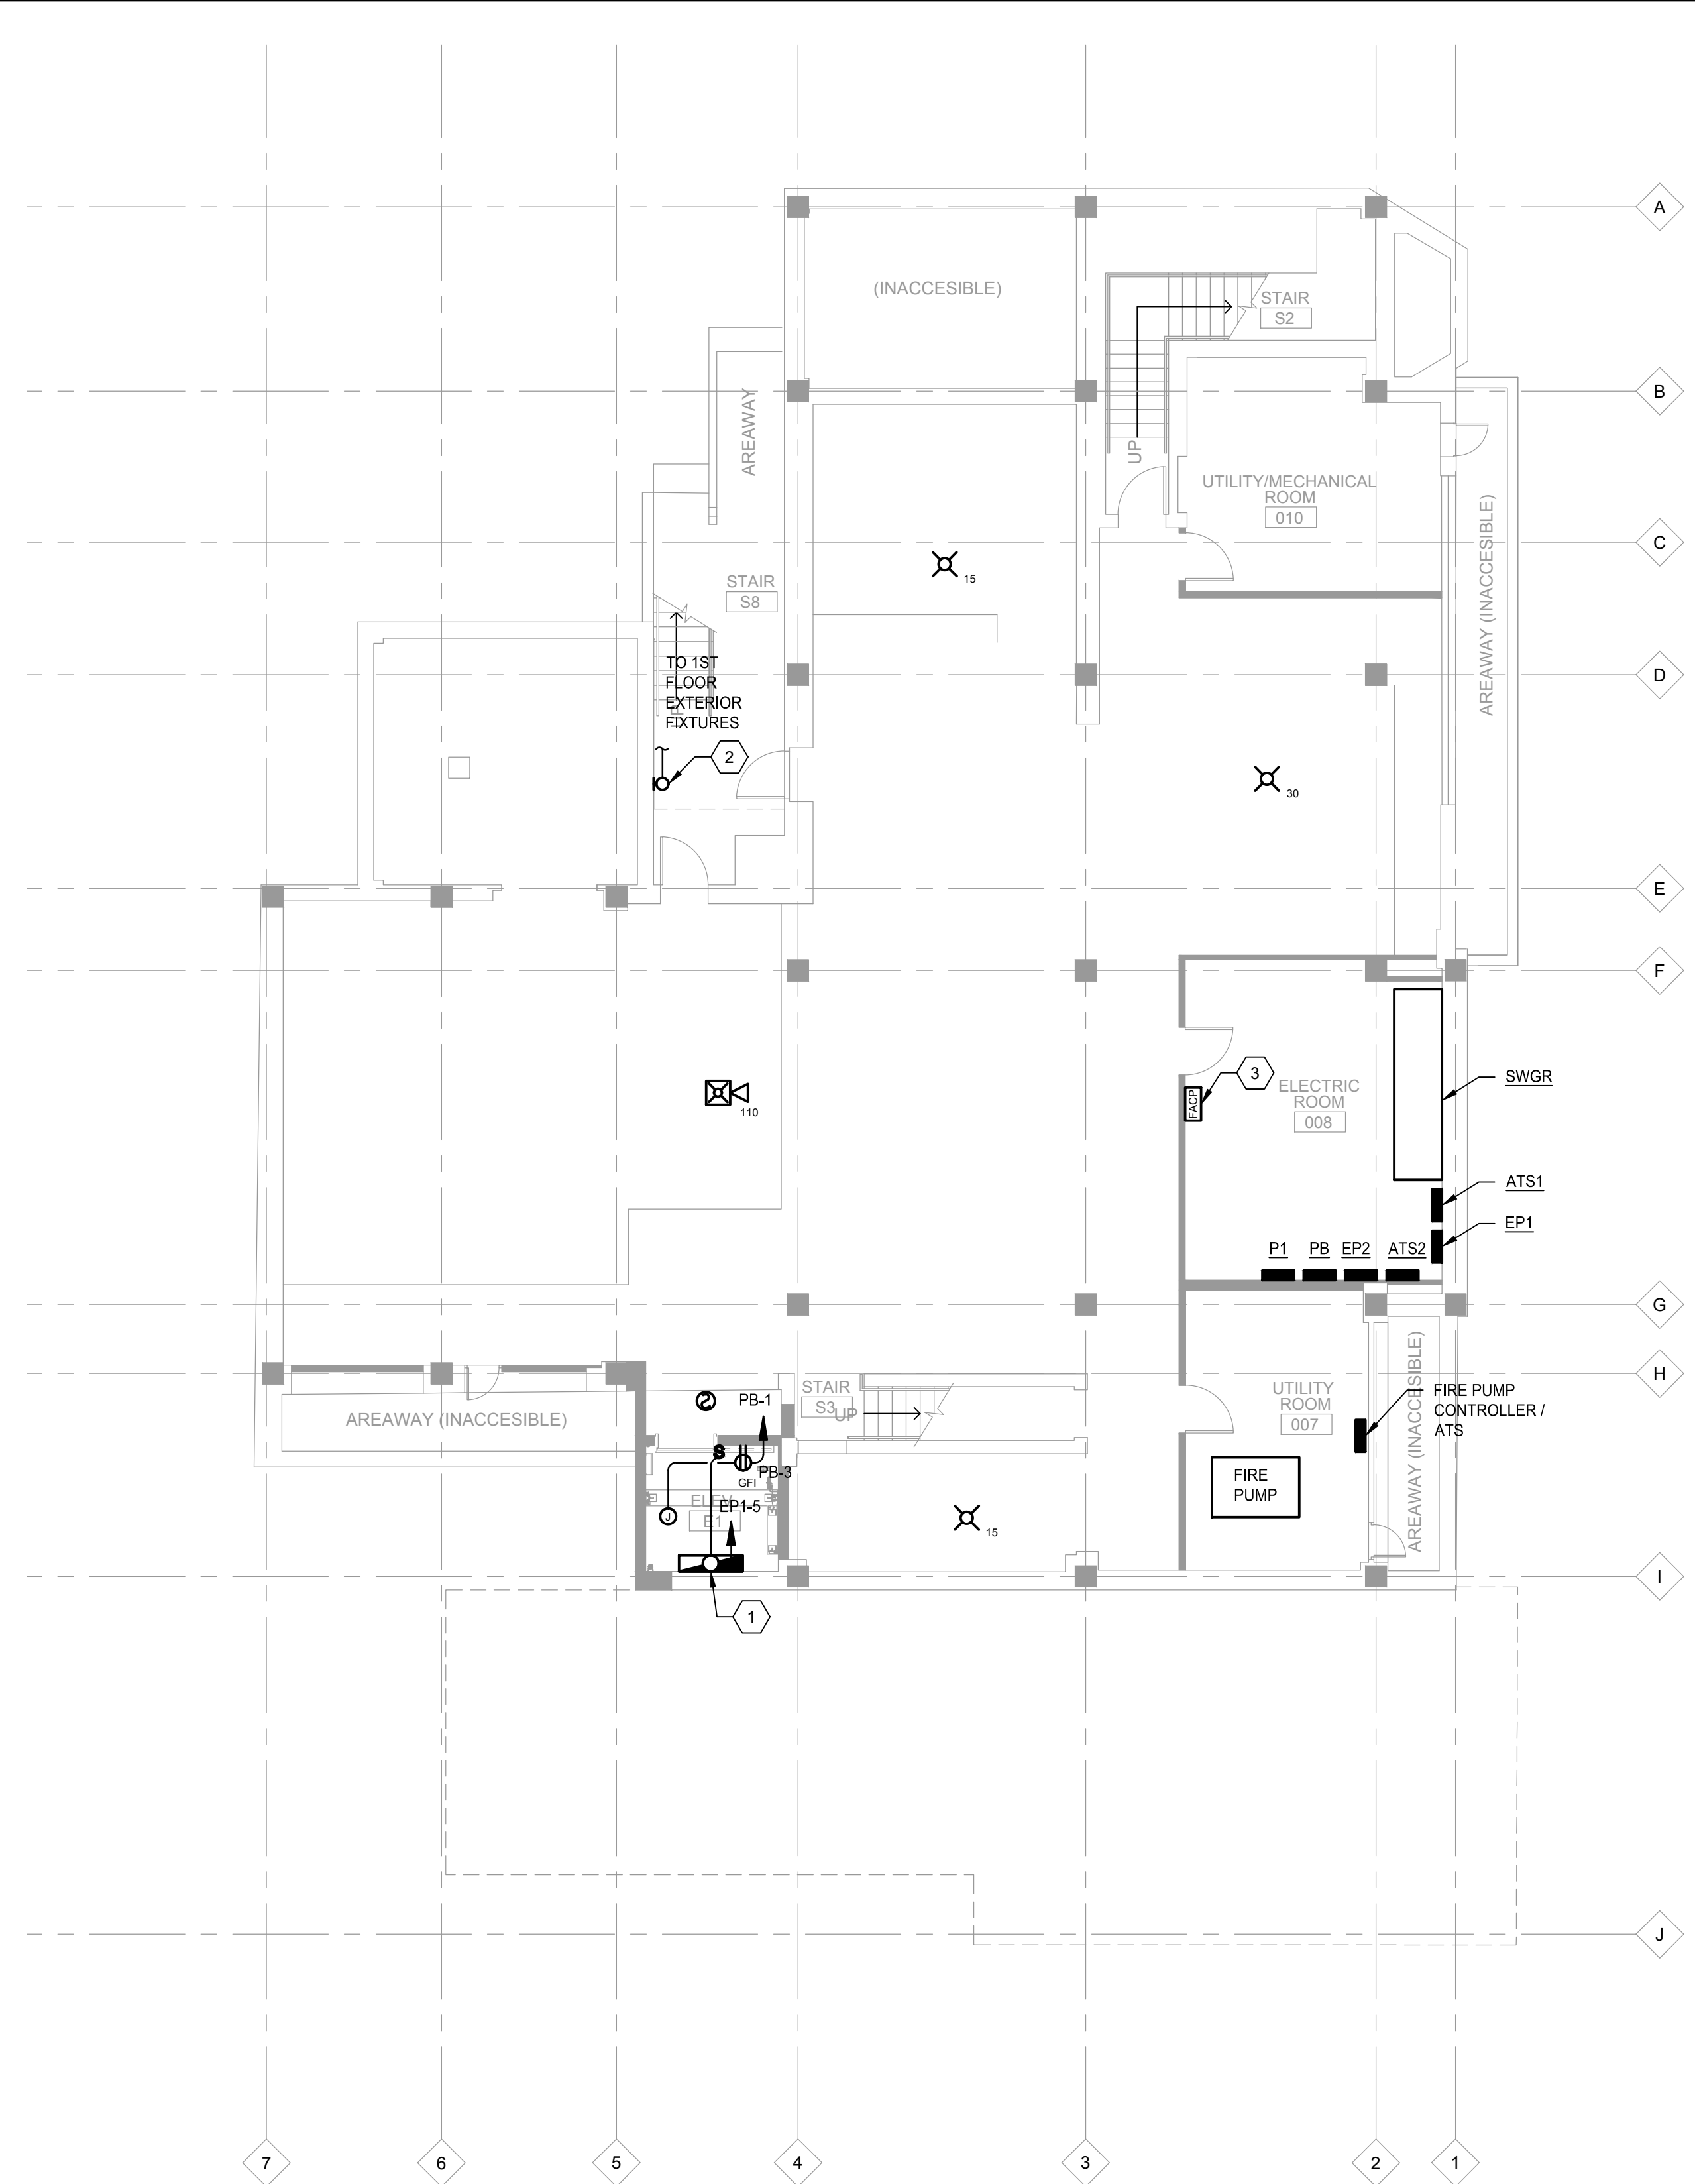 A
(INACCESIBLE)
STAIR
S2
B
AREAWAY
UP
UTILITY/MECHANICAL
ROOM
010
AREAWAY (INACCESIBLE)
C
15
STAIR
S8
TO 1ST
FLOOR
EXTERIOR
FIXTURES
D
2
30
E
F
3
FACP
ELECTRIC
ROOM
008
SWGR
110
ATS1
EP1
P1
PB
EP2
ATS2
G
H
AREAWAY (INACCESIBLE)
PB-1
STAIR
S3
UP
UTILITY
ROOM
007
FIRE PUMP
CONTROLLER /
ATS
AREAWAY (INACCESIBLE)
S
PB-3
GFI
FIRE
PUMP
J
ELEV
E1
EP1-5
15
I
1
J
7
6
5
4
3
2
1